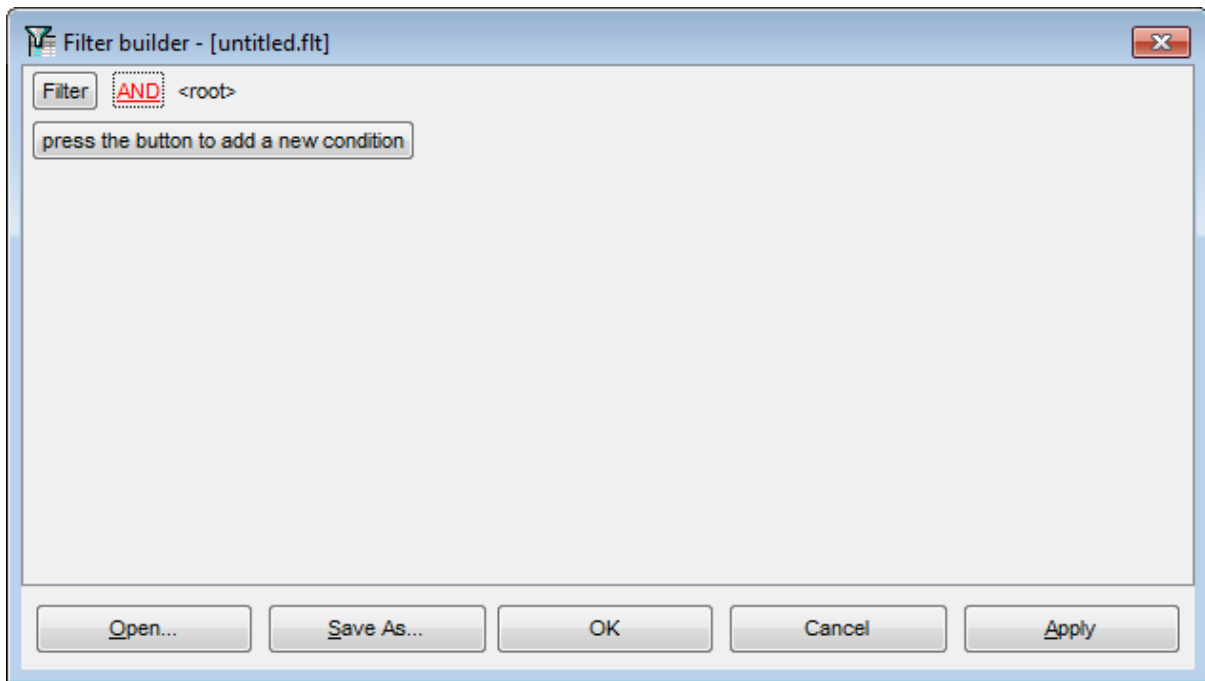 Filter builder - [untitled.flt]
Filter AND <root>
press the button to add a new condition
Open... Save As... OK Cancel Apply